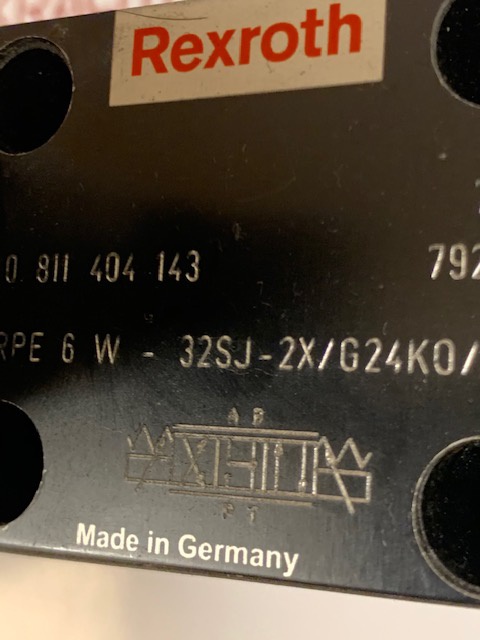 Rexroth
0 811 404 143 792
RPE 6 W - 32SJ-2X/G24K0/
A B
P T
Made in Germany